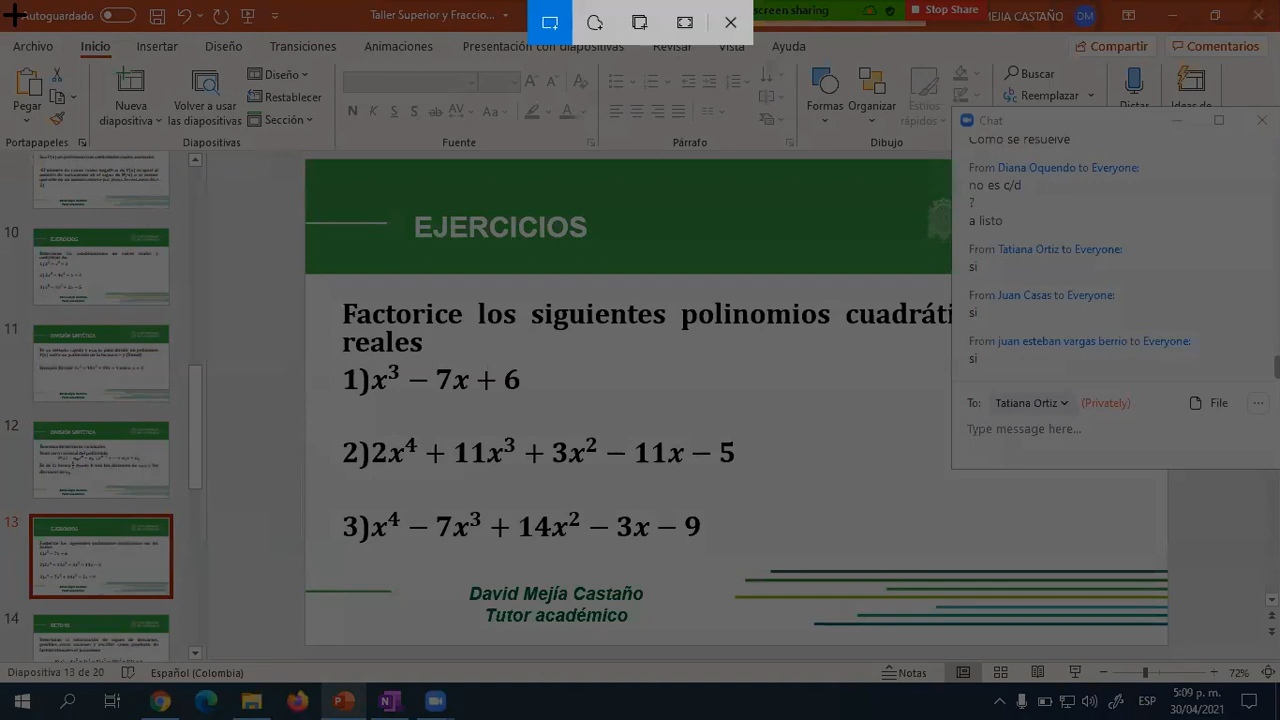 Autoguardado
Taller Superior y Fraccio...
screen sharing
Stop Share
MEJIA CASTAÑO
DM
Archivo
Inicio
Insertar
Diseño
Transiciones
Animaciones
Presentación con diapositivas
Revisar
Vista
Ayuda
Compartir
Comentarios
Pegar
Nueva
diapositiva
Volver a usar
las diapositivas
Diseño
Restablecer
Sección
N K S S AV Aa
Formas
Organizar
Estilos
rápidos
Buscar
Reemplazar
Dictar
Ideas de
Portapapeles
Diapositivas
Fuente
Párrafo
Dibujo
Chat
Como se resuelve
From Diana Oquendo to Everyone:
no es c/d
?
a listo
From Tatiana Ortiz to Everyone:
si
From Juan Casas to Everyone:
si
From juan esteban vargas berrio to Everyone:
si
To: Tatiana Ortiz (Privately)
File
Type message here...
10
11
12
13
14
EJERCICIOS
Factorice los siguientes polinomios cuadráti
reales
1)x³ − 7x + 6
2)2x⁴ + 11x³ + 3x² − 11x − 5
3)x⁴ − 7x³ + 14x² − 3x − 9
David Mejía Castaño
Tutor académico
Diapositiva 13 de 20
Español (Colombia)
Notas
72%
ESP
5:09 p. m.
30/04/2021